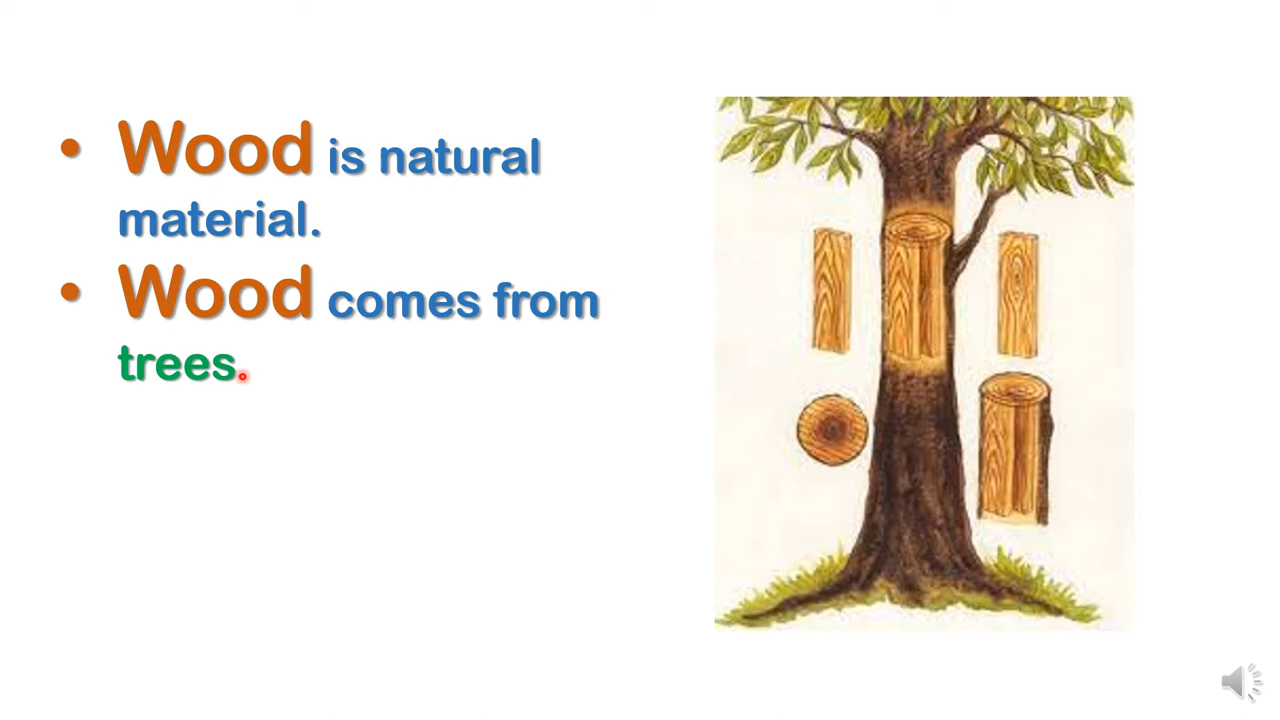 • Wood is natural
material.
• Wood comes from
trees.